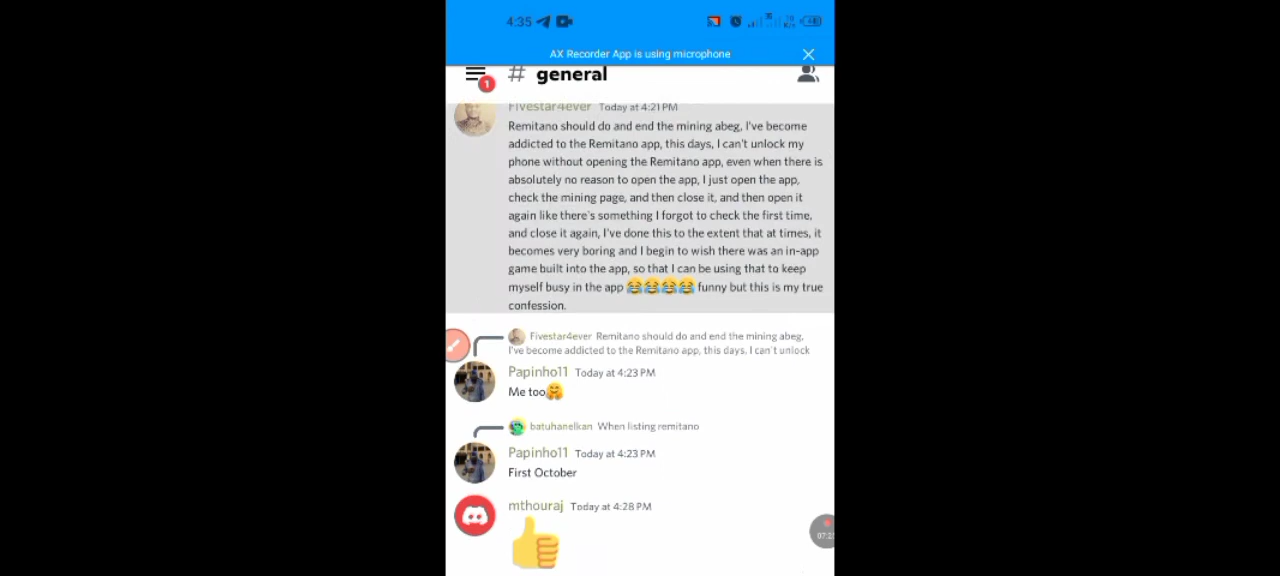 4:35
AX Recorder App is using microphone
1
# general
Fivestar4ever Today at 4:21 PM
Remitano should do and end the mining abeg, I've become
addicted to the Remitano app, this days, I can't unlock my
phone without opening the Remitano app, even when there is
absolutely no reason to open the app, I just open the app,
check the mining page, and then close it, and then open it
again like there's something I forgot to check the first time,
and close it again, I've done this to the extent that at times, it
becomes very boring and I begin to wish there was an in-app
game built into the app, so that I can be using that to keep
myself busy in the app 😂😂😂😂 funny but this is my true
confession.
Fivestar4ever Remitano should do and end the mining abeg,
I've become addicted to the Remitano app, this days, I can't unlock
Papinho11 Today at 4:23 PM
Me too🤗
batuhanelkan When listing remitano
Papinho11 Today at 4:23 PM
First October
mthouraj Today at 4:28 PM
👍